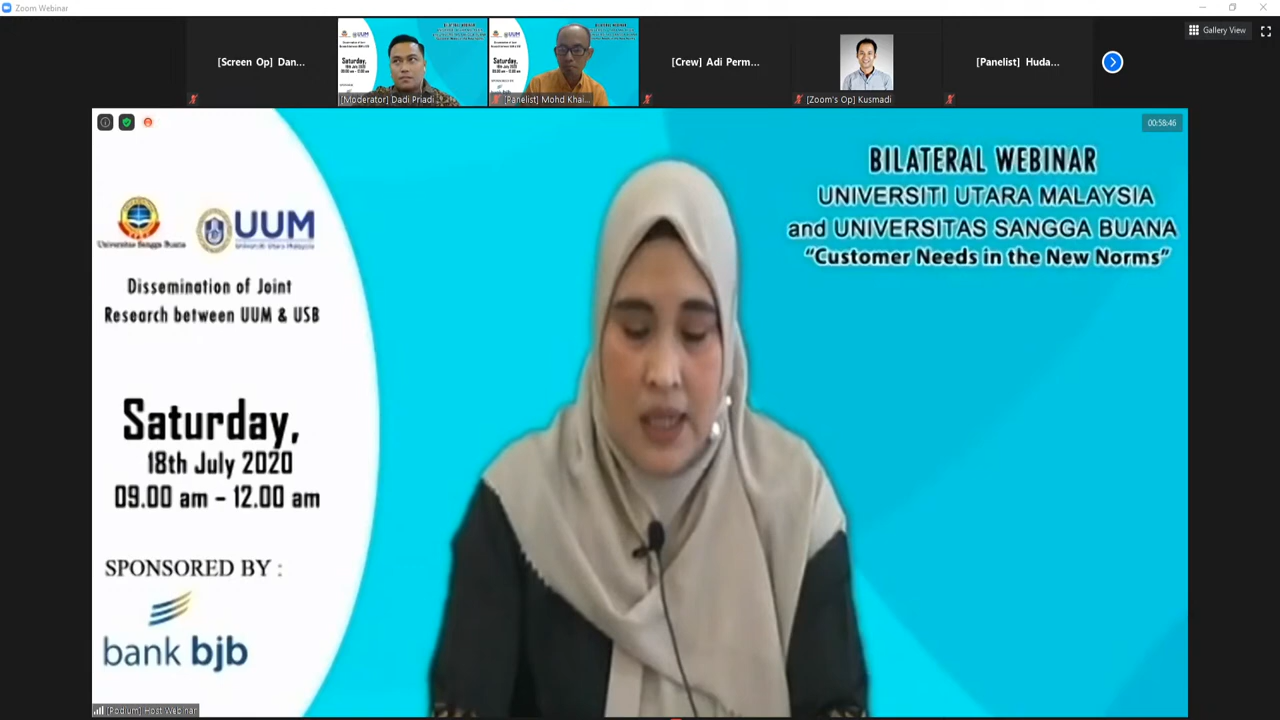 Zoom Webinar
Gallery View
[Screen Op] Dan...
[Moderator] Dadi Priadi
[Panelist] Mohd Khai...
[Crew] Adi Perm...
[Zoom's Op] Kusmadi
[Panelist] Huda...
00:58:46
BILATERAL WEBINAR
UNIVERSITI UTARA MALAYSIA
and UNIVERSITAS SANGGA BUANA
“Customer Needs in the New Norms”
Universitas Sangga Buana
UUM
Universiti Utara Malaysia
Dissemination of Joint
Research between UUM & USB
Saturday,
18th July 2020
09.00 am – 12.00 am
SPONSORED BY :
bank bjb
[Podium] Host Webinar